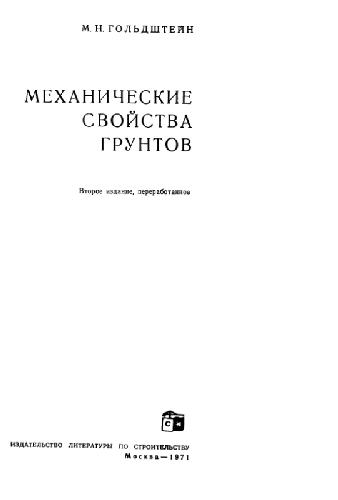 М. Н. ГОЛЬДШТЕЙН
МЕХАНИЧЕСКИЕ
СВОЙСТВА
ГРУНТОВ
Второе издание, переработанное
ИЗДАТЕЛЬСТВО ЛИТЕРАТУРЫ ПО СТРОИТЕЛЬСТВУ
Москва—1971